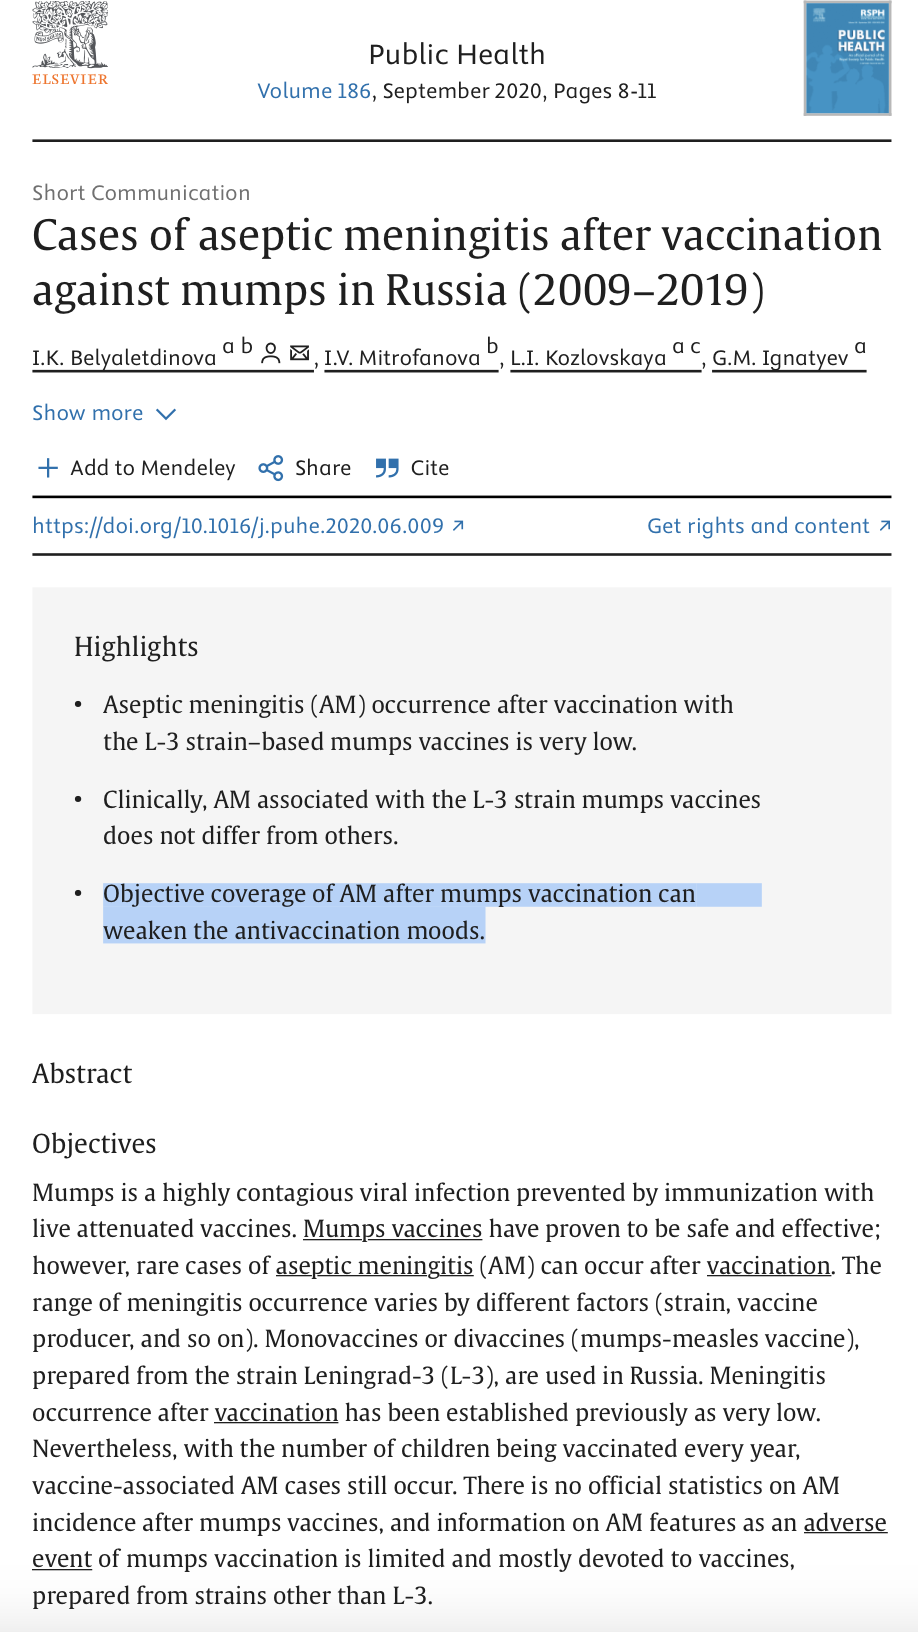 ELSEVIER
Public Health
Volume 186, September 2020, Pages 8-11
RSPH
PUBLIC
HEALTH
Short Communication
Cases of aseptic meningitis after vaccination
against mumps in Russia (2009–2019)
I.K. Belyaletdinova a b, I.V. Mitrofanova b, L.I. Kozlovskaya a c, G.M. Ignatyev a
Show more
Add to Mendeley Share Cite
https://doi.org/10.1016/j.puhe.2020.06.009 ↗ Get rights and content ↗
Highlights
• Aseptic meningitis (AM) occurrence after vaccination with
the L-3 strain–based mumps vaccines is very low.
• Clinically, AM associated with the L-3 strain mumps vaccines
does not differ from others.
• Objective coverage of AM after mumps vaccination can
weaken the antivaccination moods.
Abstract
Objectives
Mumps is a highly contagious viral infection prevented by immunization with
live attenuated vaccines. Mumps vaccines have proven to be safe and effective;
however, rare cases of aseptic meningitis (AM) can occur after vaccination. The
range of meningitis occurrence varies by different factors (strain, vaccine
producer, and so on). Monovaccines or divaccines (mumps-measles vaccine),
prepared from the strain Leningrad-3 (L-3), are used in Russia. Meningitis
occurrence after vaccination has been established previously as very low.
Nevertheless, with the number of children being vaccinated every year,
vaccine-associated AM cases still occur. There is no official statistics on AM
incidence after mumps vaccines, and information on AM features as an adverse
event of mumps vaccination is limited and mostly devoted to vaccines,
prepared from strains other than L-3.